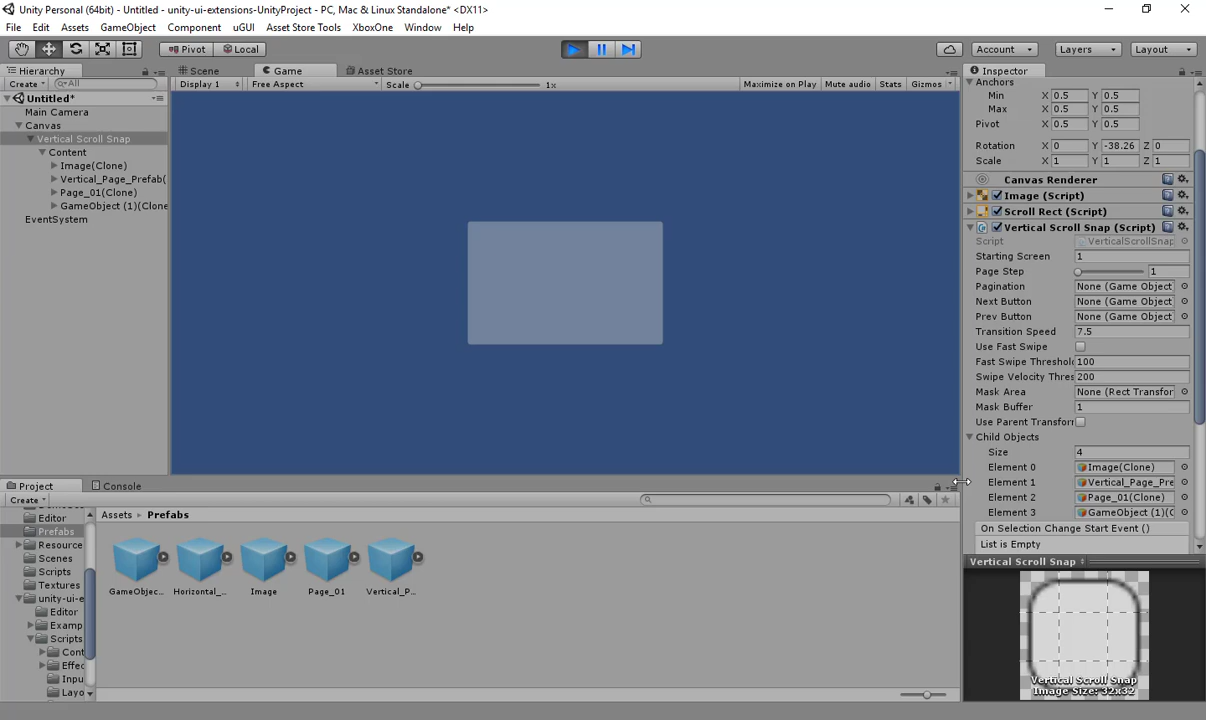 Unity Personal (64bit) - Untitled - unity-ui-extensions-UnityProject - PC, Mac & Linux Standalone* <DX11>
File Edit Assets GameObject Component uGUI Asset Store Tools XboxOne Window Help
Pivot Local Account Layers Layout
Hierarchy Scene Game Asset Store Inspector
Create All Display 1 Free Aspect Scale 1x Maximize on Play Mute audio Stats Gizmos Anchors
Untitled*
Main Camera
Canvas
Vertical Scroll Snap
Content
Image(Clone)
Vertical_Page_Prefab(
Page_01(Clone)
GameObject (1)(Clone
EventSystem
Min X 0.5 Y 0.5
Max X 0.5 Y 0.5
Pivot X 0.5 Y 0.5
Rotation X 0 Y -38.26 Z 0
Scale X 1 Y 1 Z 1
Canvas Renderer
Image (Script)
Scroll Rect (Script)
Vertical Scroll Snap (Script)
Script VerticalScrollSnap
Starting Screen 1
Page Step 1
Pagination None (Game Object
Next Button None (Game Object
Prev Button None (Game Object
Transition Speed 7.5
Use Fast Swipe
Fast Swipe Threshold 100
Swipe Velocity Thres 200
Mask Area None (Rect Transfor
Mask Buffer 1
Use Parent Transform
Child Objects
Size 4
Element 0 Image(Clone)
Element 1 Vertical_Page_Pre
Element 2 Page_01(Clone)
Element 3 GameObject (1)(C
On Selection Change Start Event ()
List is Empty
Vertical Scroll Snap
Vertical Scroll Snap
Image Size: 32x32
Project Console
Create
Assets Prefabs
Editor
Prefabs
Resource
Scenes
Scripts
Textures
unity-ui-e
Editor
Examp
Scripts
Cont
Effec
Inpu
Layo
GameObjec... Horizontal_... Image Page_01 Vertical_P...